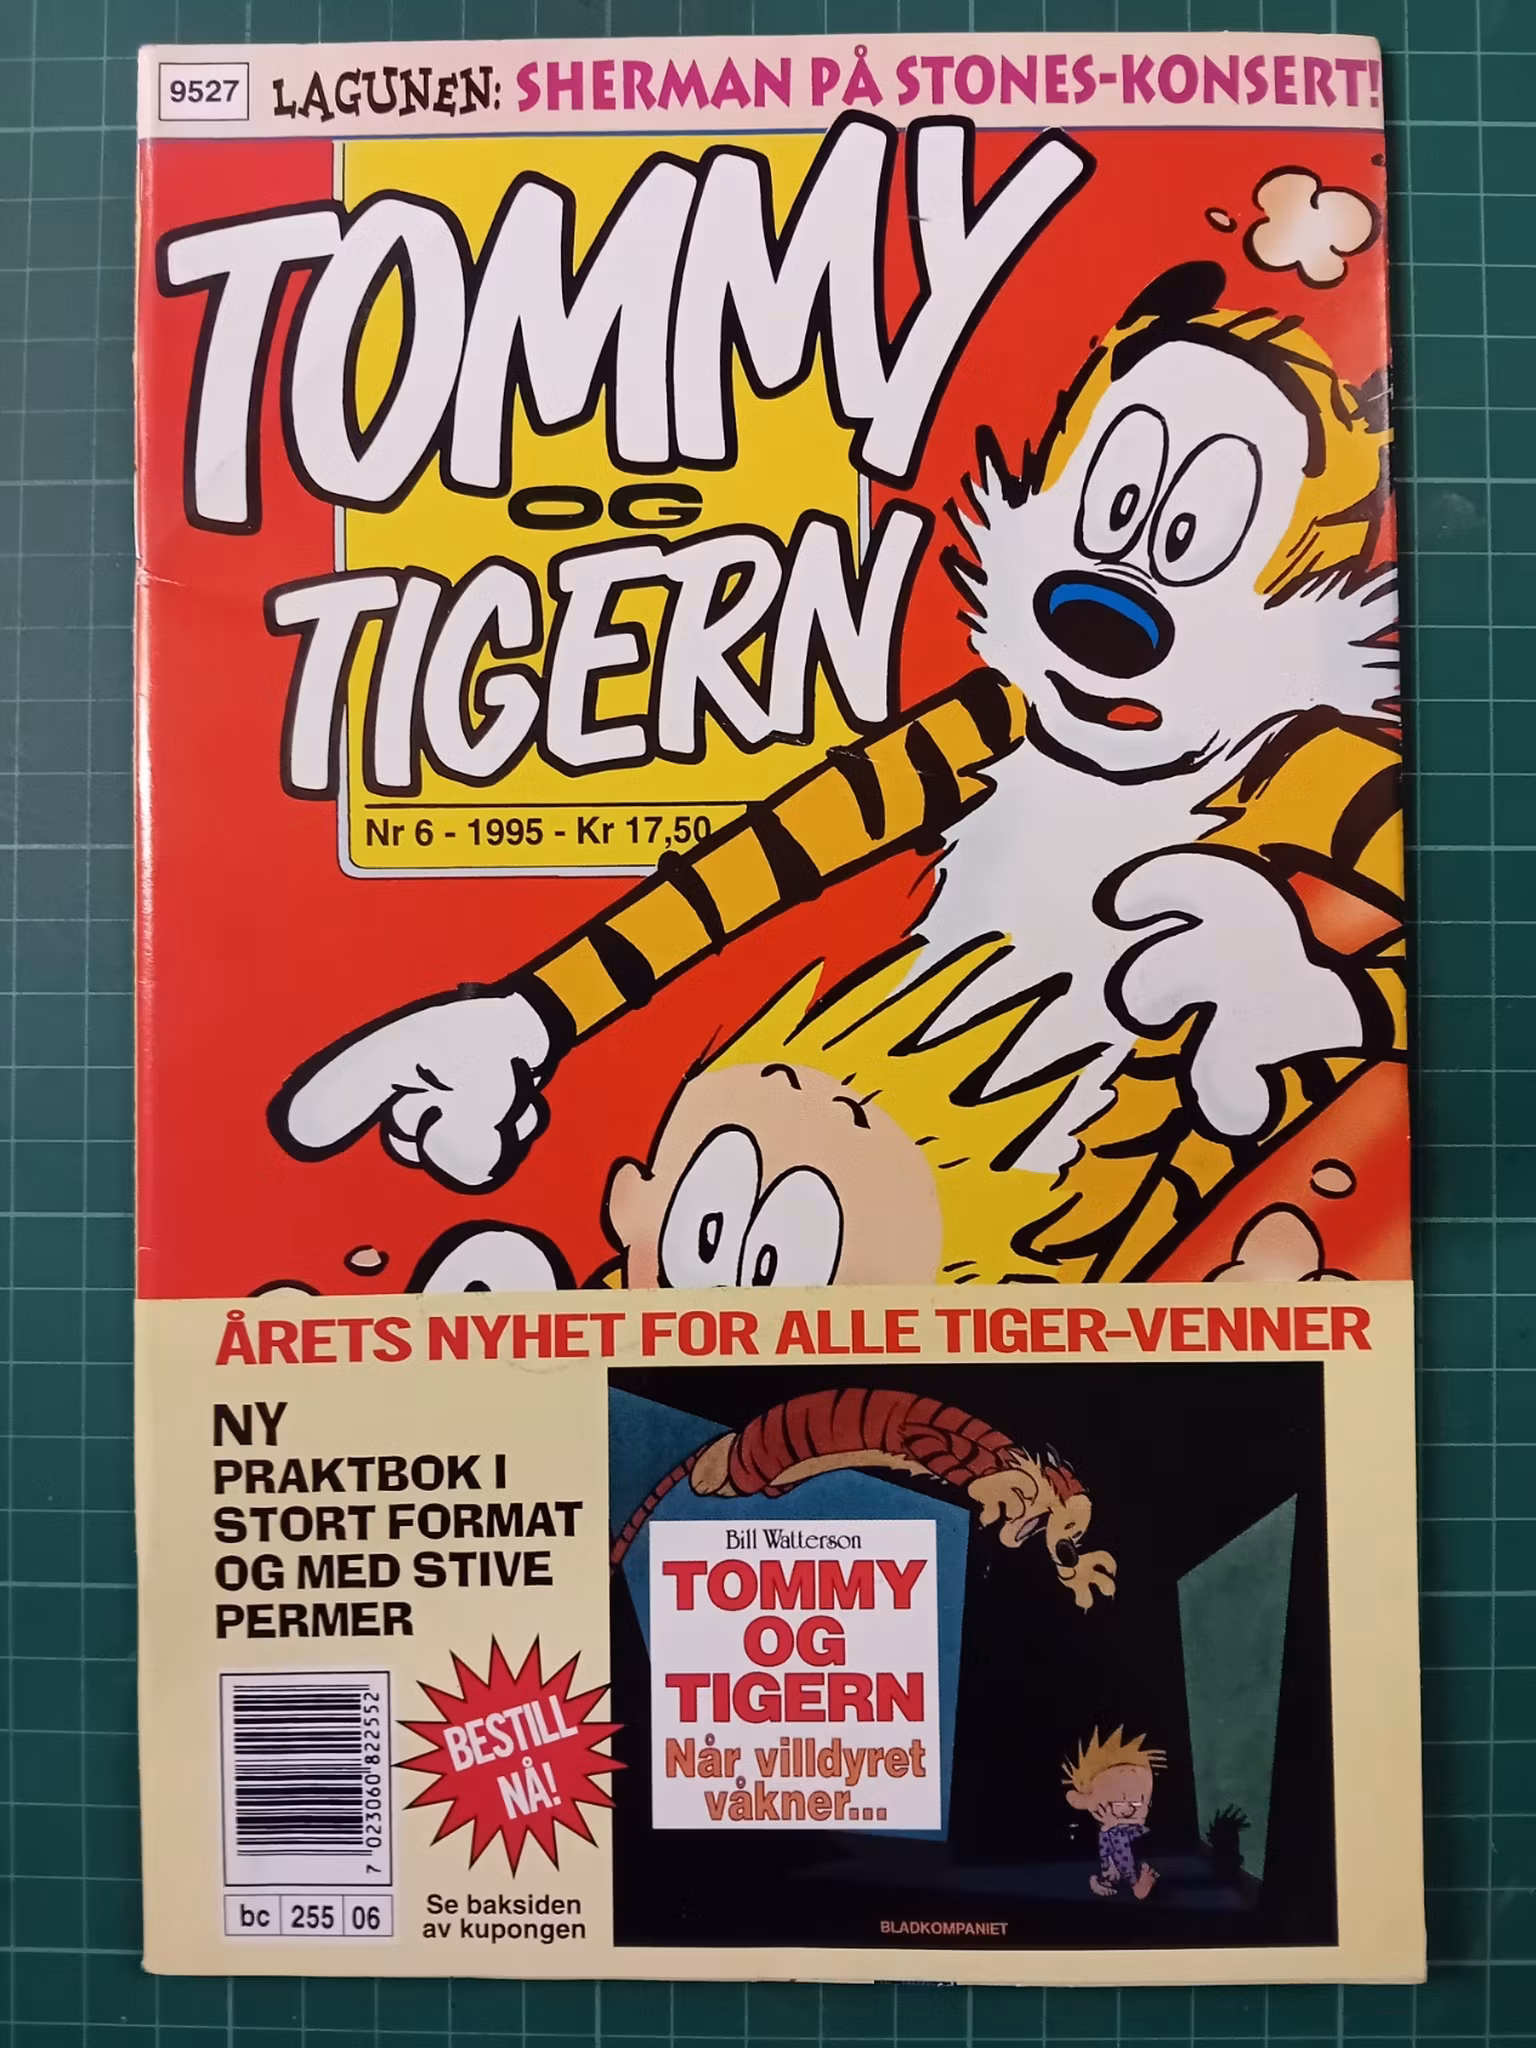 9527
LAGUNEN: SHERMAN PÅ STONES-KONSERT!
TOMMY
OG
TIGERN
Nr 6 - 1995 - Kr 17,50
ÅRETS NYHET FOR ALLE TIGER-VENNER
NY
PRAKTBOK I
STORT FORMAT
OG MED STIVE
PERMER
BESTILL
NÅ!
Se baksiden
av kupongen
7 023060 822552
bc 255 06
Bill Watterson
TOMMY
OG
TIGERN
Når villdyret
våkner...
BLADKOMPANIET